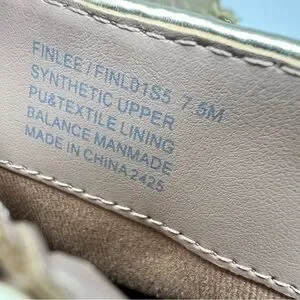 FINLEE/FINL01S5 7.5M
SYNTHETIC UPPER
PU&TEXTILE LINING
BALANCE MANMADE
MADE IN CHINA 2425